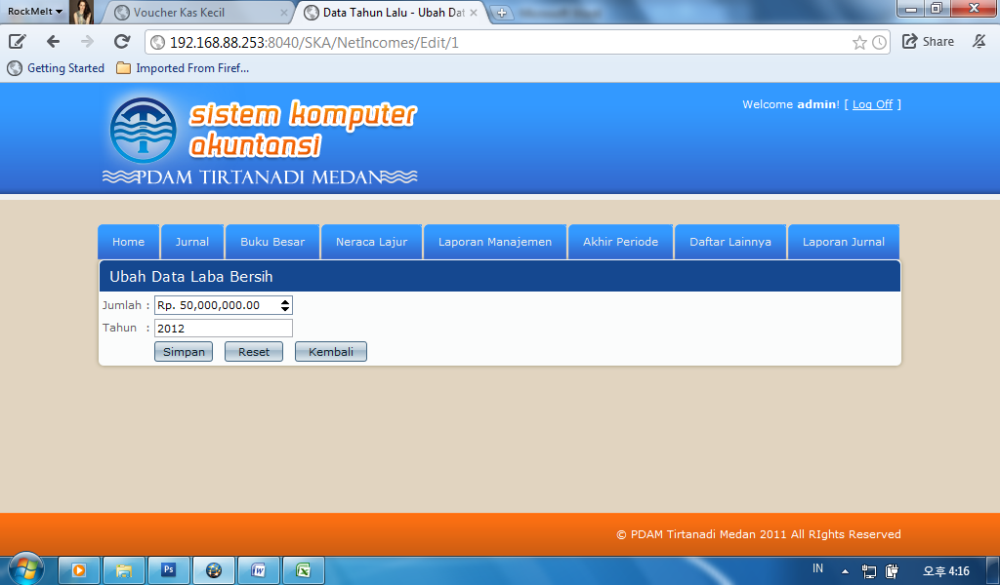 RockMelt
Voucher Kas Kecil
Data Tahun Lalu - Ubah Dat
192.168.88.253:8040/SKA/NetIncomes/Edit/1
Share
Getting Started
Imported From Firef...
Welcome admin! [ Log Off ]
sistem komputer
akuntansi
PDAM TIRTANADI MEDAN
Home
Jurnal
Buku Besar
Neraca Lajur
Laporan Manajemen
Akhir Periode
Daftar Lainnya
Laporan Jurnal
Ubah Data Laba Bersih
Jumlah : Rp. 50,000,000.00
Tahun : 2012
Simpan
Reset
Kembali
© PDAM Tirtanadi Medan 2011 All RIghts Reserved
Ps
W
X
IN
오후 4:16